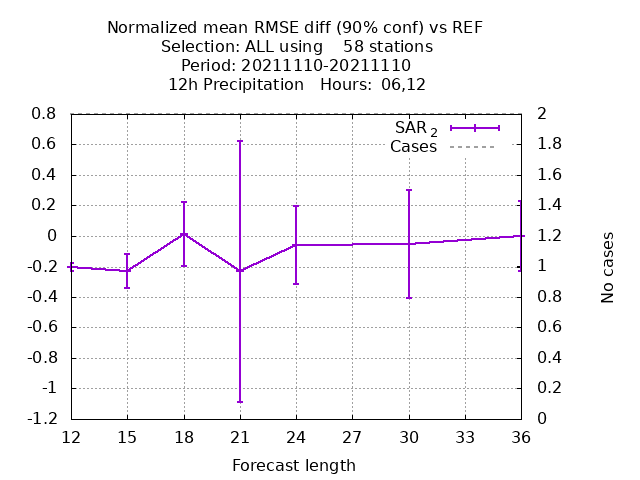 Normalized mean RMSE diff (90% conf) vs REF
Selection: ALL using    58 stations
Period: 20211110-20211110
12h Precipitation   Hours: 06,12
SAR 2
Cases
0.8
0.6
0.4
0.2
0
-0.2
-0.4
-0.6
-0.8
-1
-1.2
2
1.8
1.6
1.4
1.2
1
0.8
0.6
0.4
0.2
0
No cases
12 15 18 21 24 27 30 33 36
Forecast length